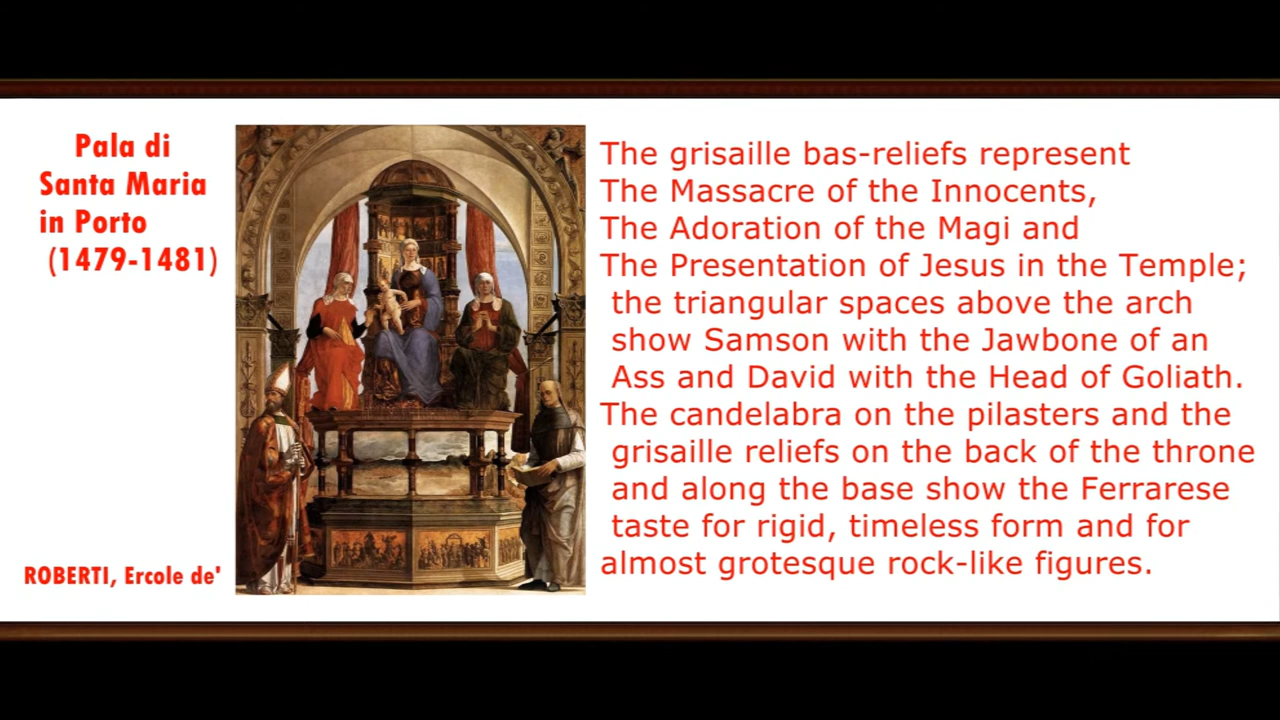 Pala di
Santa Maria
in Porto
(1479-1481)
ROBERTI, Ercole de'
The grisaille bas-reliefs represent
The Massacre of the Innocents,
The Adoration of the Magi and
The Presentation of Jesus in the Temple;
the triangular spaces above the arch
show Samson with the Jawbone of an
Ass and David with the Head of Goliath.
The candelabra on the pilasters and the
grisaille reliefs on the back of the throne
and along the base show the Ferrarese
taste for rigid, timeless form and for
almost grotesque rock-like figures.